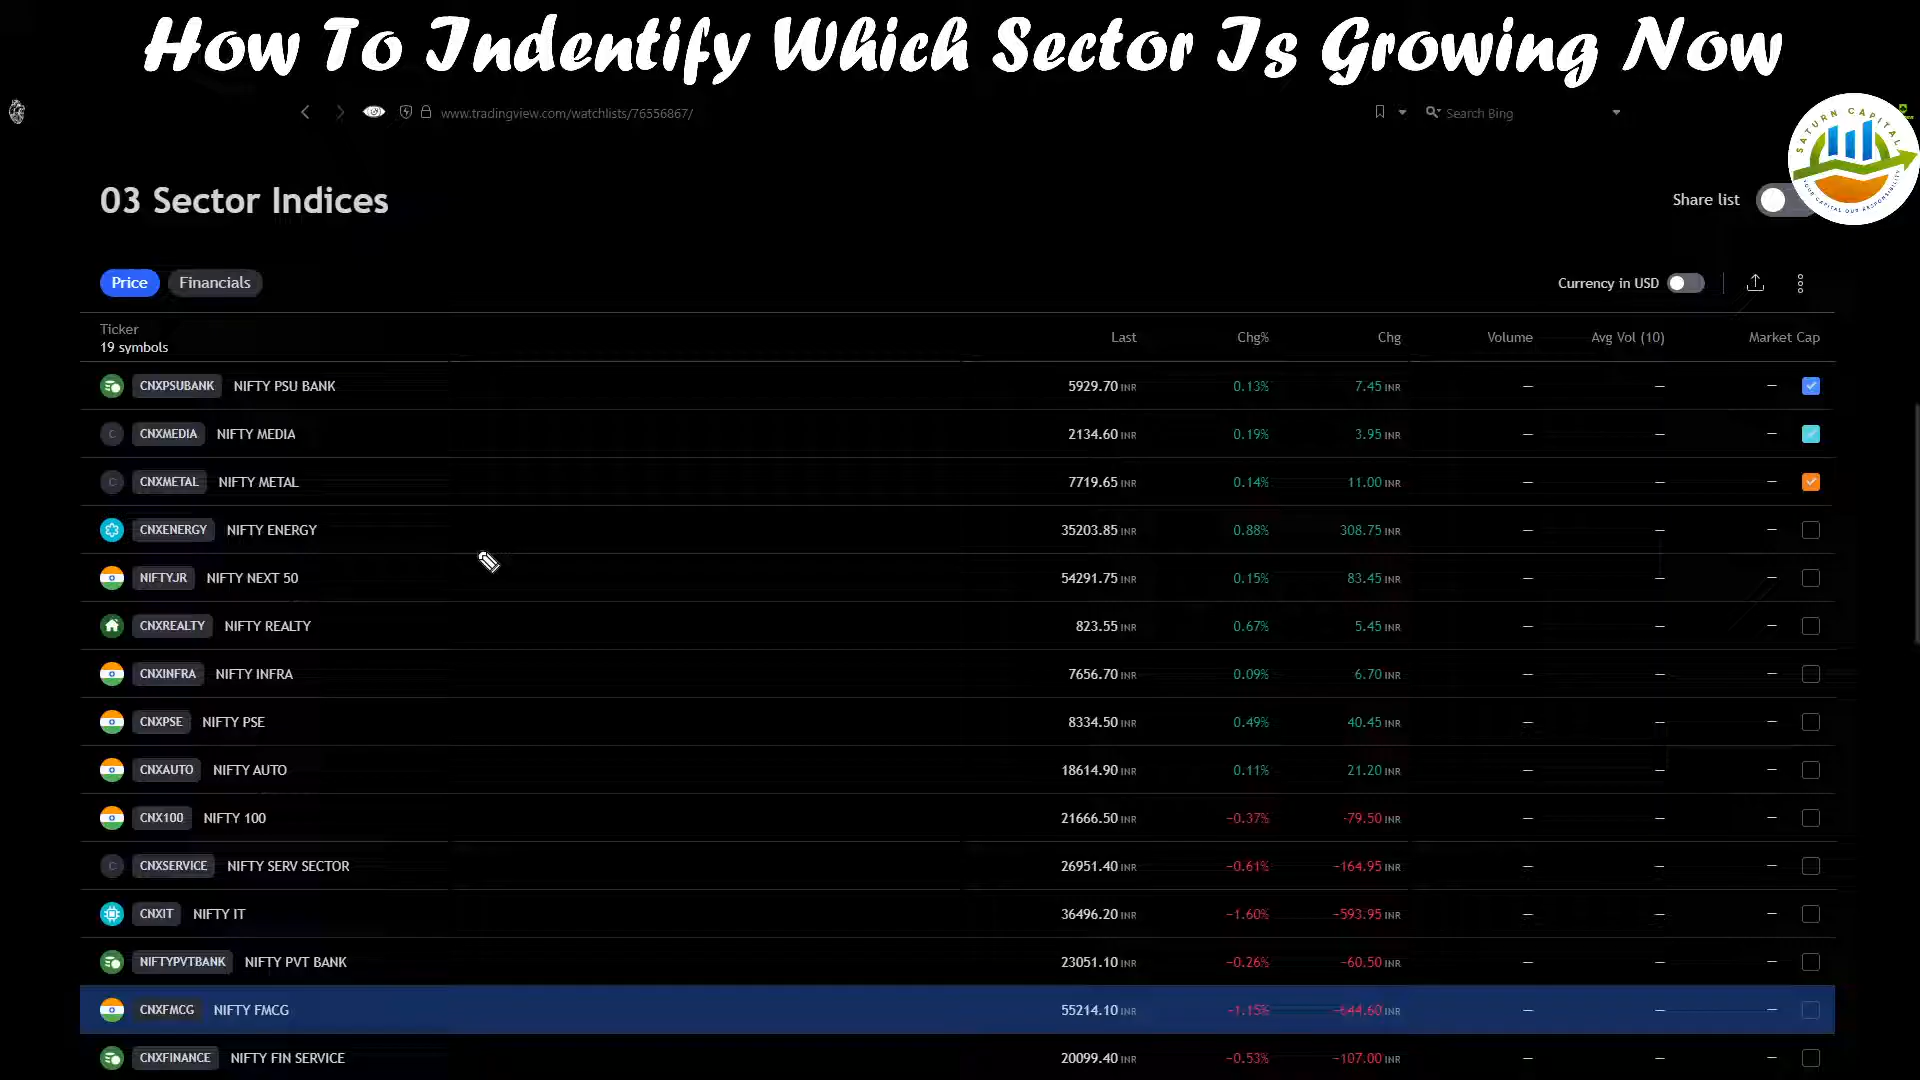 How To Indentify Which Sector Is Growing Now
www.tradingview.com/watchlists/76556867/
Search Bing
SATURN CAPITAL
YOUR CAPITAL OUR RESPONSIBILITY
03 Sector Indices
Share list
Price Financials
Currency in USD
Ticker Last Chg% Chg Volume Avg Vol (10) Market Cap
19 symbols
CNXPSUBANK NIFTY PSU BANK 5929.70 INR 0.13% 7.45 INR — — —
C CNXMEDIA NIFTY MEDIA 2134.60 INR 0.19% 3.95 INR — — —
C CNXMETAL NIFTY METAL 7719.65 INR 0.14% 11.00 INR — — —
CNXENERGY NIFTY ENERGY 35203.85 INR 0.88% 308.75 INR — — —
NIFTYJR NIFTY NEXT 50 54291.75 INR 0.15% 83.45 INR — — —
CNXREALTY NIFTY REALTY 823.55 INR 0.67% 5.45 INR — — —
CNXINFRA NIFTY INFRA 7656.70 INR 0.09% 6.70 INR — — —
CNXPSE NIFTY PSE 8334.50 INR 0.49% 40.45 INR — — —
CNXAUTO NIFTY AUTO 18614.90 INR 0.11% 21.20 INR — — —
CNX100 NIFTY 100 21666.50 INR −0.37% −79.50 INR — — —
C CNXSERVICE NIFTY SERV SECTOR 26951.40 INR −0.61% −164.95 INR — — —
CNXIT NIFTY IT 36496.20 INR −1.60% −593.95 INR — — —
NIFTYPVTBANK NIFTY PVT BANK 23051.10 INR −0.26% −60.50 INR — — —
CNXFMCG NIFTY FMCG 55214.10 INR −1.15% −644.60 INR — — —
CNXFINANCE NIFTY FIN SERVICE 20099.40 INR −0.53% −107.00 INR — — —